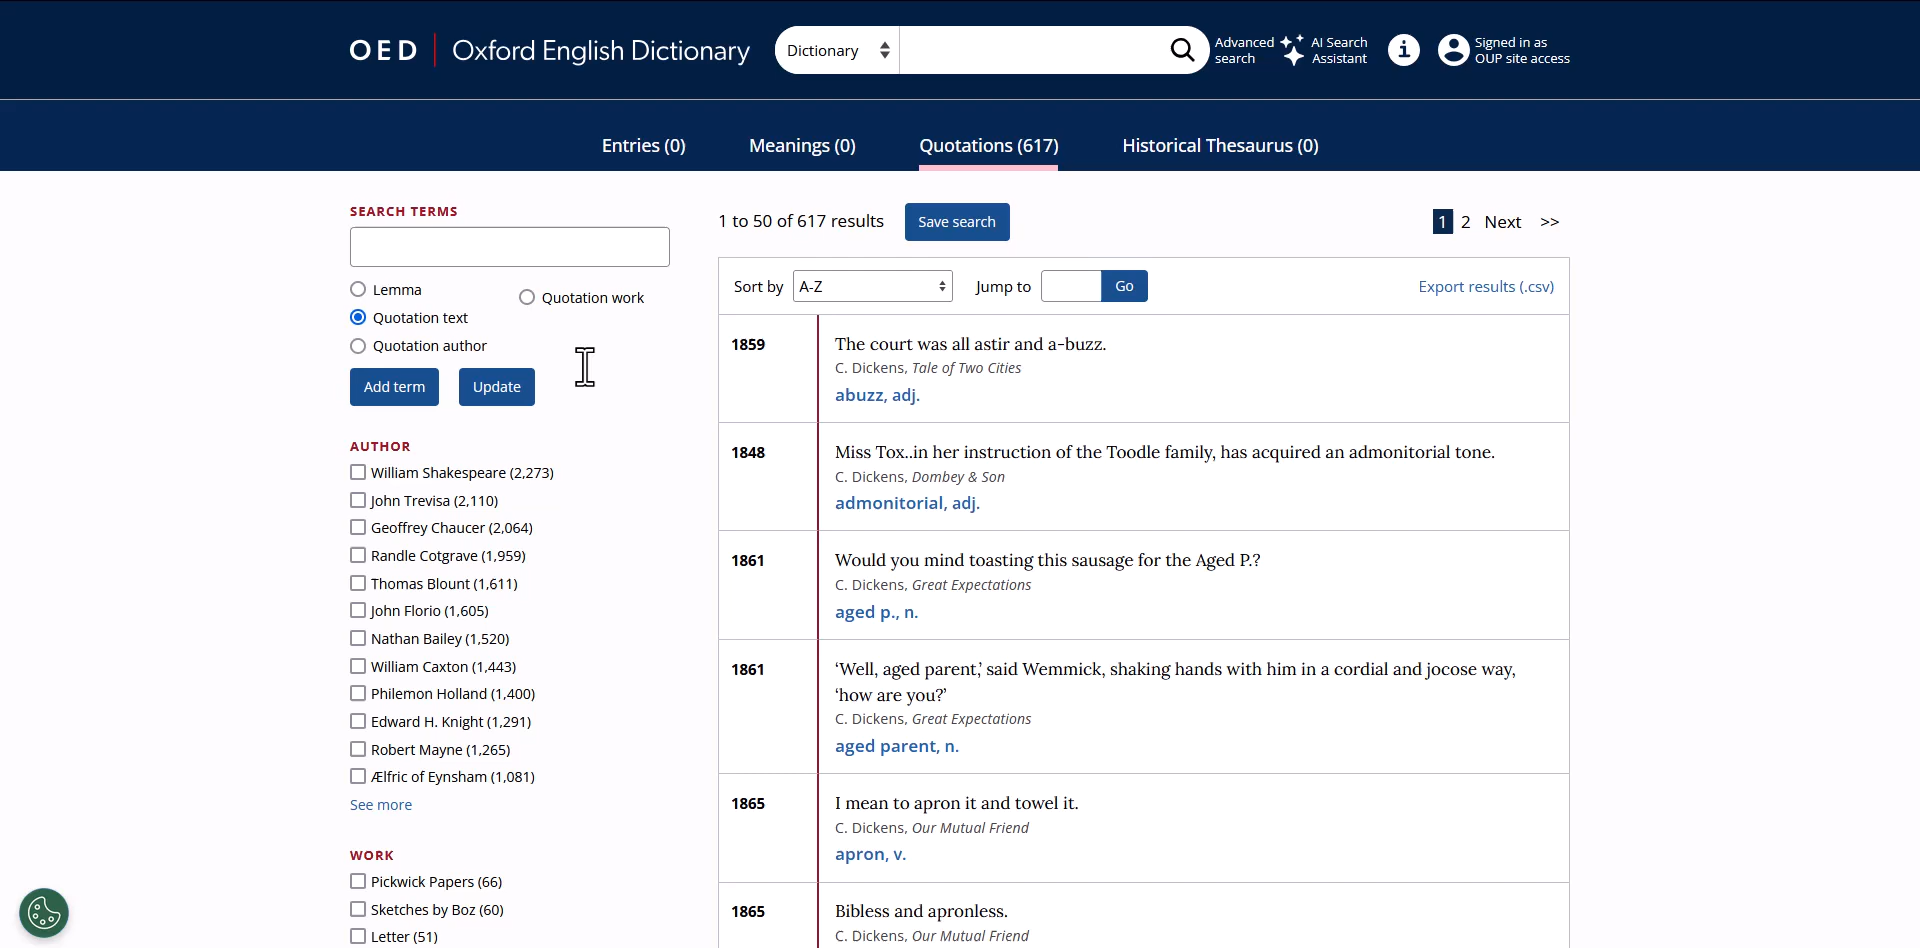 OED | Oxford English Dictionary
Dictionary
Advanced search
AI Search Assistant
Signed in as OUP site access
Entries (0)
Meanings (0)
Quotations (617)
Historical Thesaurus (0)
SEARCH TERMS
Lemma
Quotation work
Quotation text
Quotation author
Add term
Update
AUTHOR
William Shakespeare (2,273)
John Trevisa (2,110)
Geoffrey Chaucer (2,064)
Randle Cotgrave (1,959)
Thomas Blount (1,611)
John Florio (1,605)
Nathan Bailey (1,520)
William Caxton (1,443)
Philemon Holland (1,400)
Edward H. Knight (1,291)
Robert Mayne (1,265)
Ælfric of Eynsham (1,081)
See more
WORK
Pickwick Papers (66)
Sketches by Boz (60)
Letter (51)
1 to 50 of 617 results
Save search
1 2 Next >>
Sort by A-Z
Jump to Go
Export results (.csv)
1859
The court was all astir and a-buzz.
C. Dickens, Tale of Two Cities
abuzz, adj.
1848
Miss Tox..in her instruction of the Toodle family, has acquired an admonitorial tone.
C. Dickens, Dombey & Son
admonitorial, adj.
1861
Would you mind toasting this sausage for the Aged P.?
C. Dickens, Great Expectations
aged p., n.
1861
‘Well, aged parent,’ said Wemmick, shaking hands with him in a cordial and jocose way,
‘how are you?’
C. Dickens, Great Expectations
aged parent, n.
1865
I mean to apron it and towel it.
C. Dickens, Our Mutual Friend
apron, v.
1865
Bibless and apronless.
C. Dickens, Our Mutual Friend